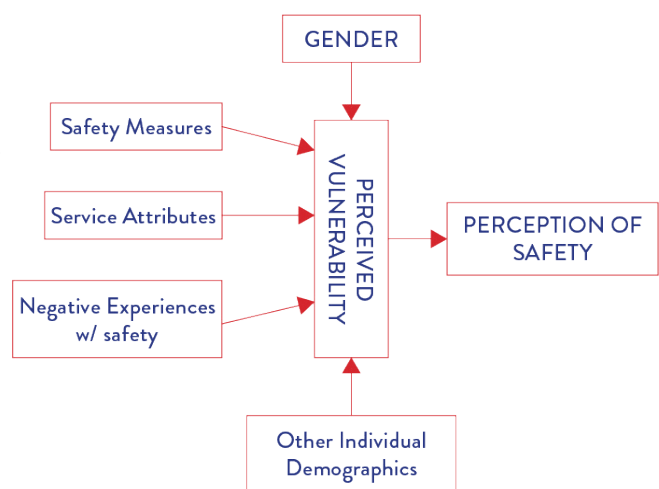 GENDER
Safety Measures
Service Attributes
Negative Experiences
w/ safety
PERCEIVED
VULNERABILITY
PERCEPTION OF
SAFETY
Other Individual
Demographics